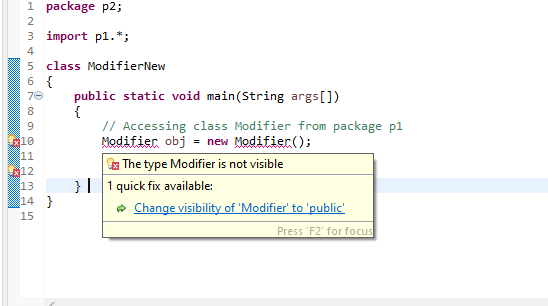 1 package p2;
2
3 import p1.*;
4
5 class ModifierNew
6 {
7 public static void main(String args[])
8 {
9 // Accessing class Modifier from package p1
10 Modifier obj = new Modifier();
11
The type Modifier is not visible
12
1 quick fix available:
13 }
Change visibility of 'Modifier' to 'public'
14 }
15
Press 'F2' for focus